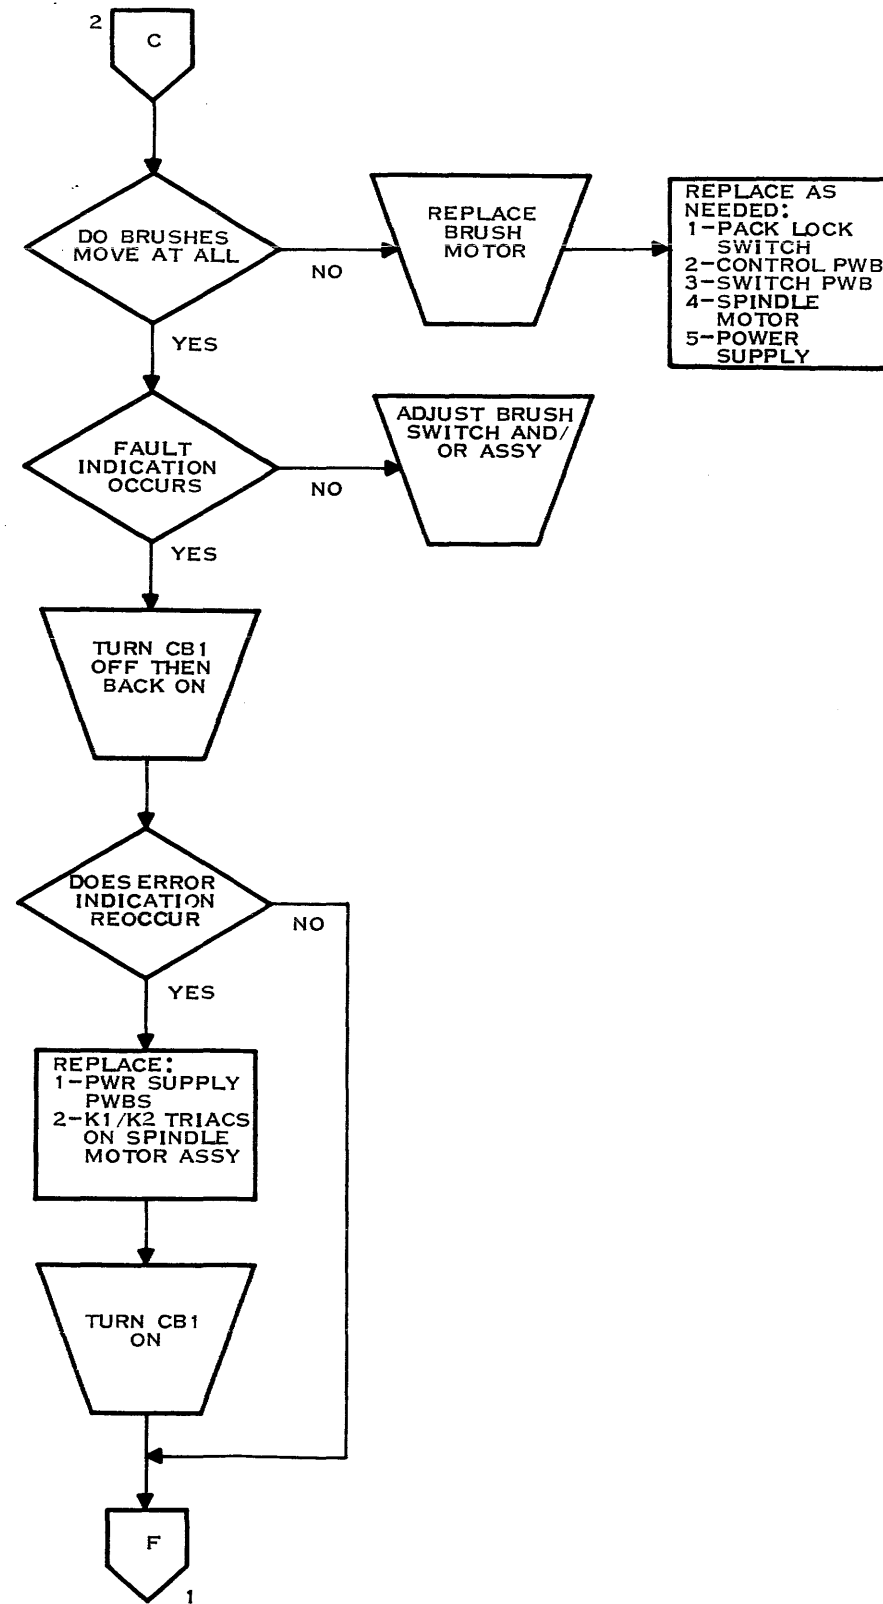 2
C
DO BRUSHES
MOVE AT ALL
NO
YES
REPLACE
BRUSH
MOTOR
REPLACE AS
NEEDED:
1-PACK LOCK
SWITCH
2-CONTROL PWB
3-SWITCH PWB
4-SPINDLE
MOTOR
5-POWER
SUPPLY
FAULT
INDICATION
OCCURS
NO
YES
ADJUST BRUSH
SWITCH AND/
OR ASSY
TURN CB1
OFF THEN
BACK ON
DOES ERROR
INDICATION
REOCCUR
NO
YES
REPLACE:
1-PWR SUPPLY
PWBS
2-K1/K2 TRIACS
ON SPINDLE
MOTOR ASSY
TURN CB1
ON
F
1